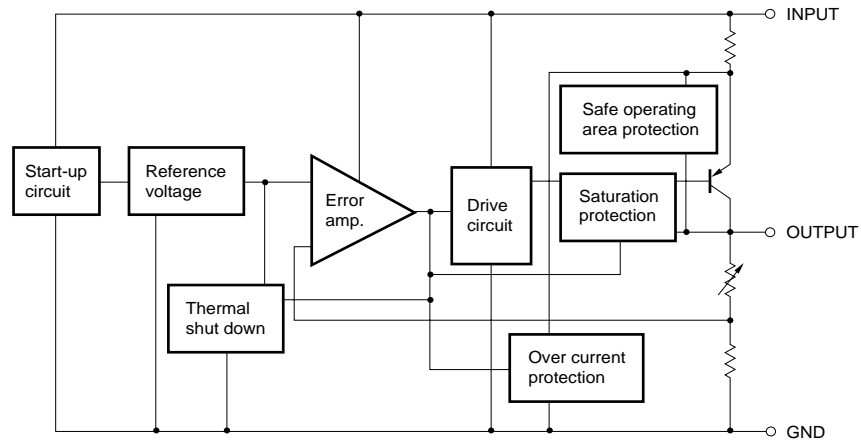 INPUT
Safe operating
area protection
Start-up
circuit
Reference
voltage
Error
amp.
Drive
circuit
Saturation
protection
OUTPUT
Thermal
shut down
Over current
protection
GND